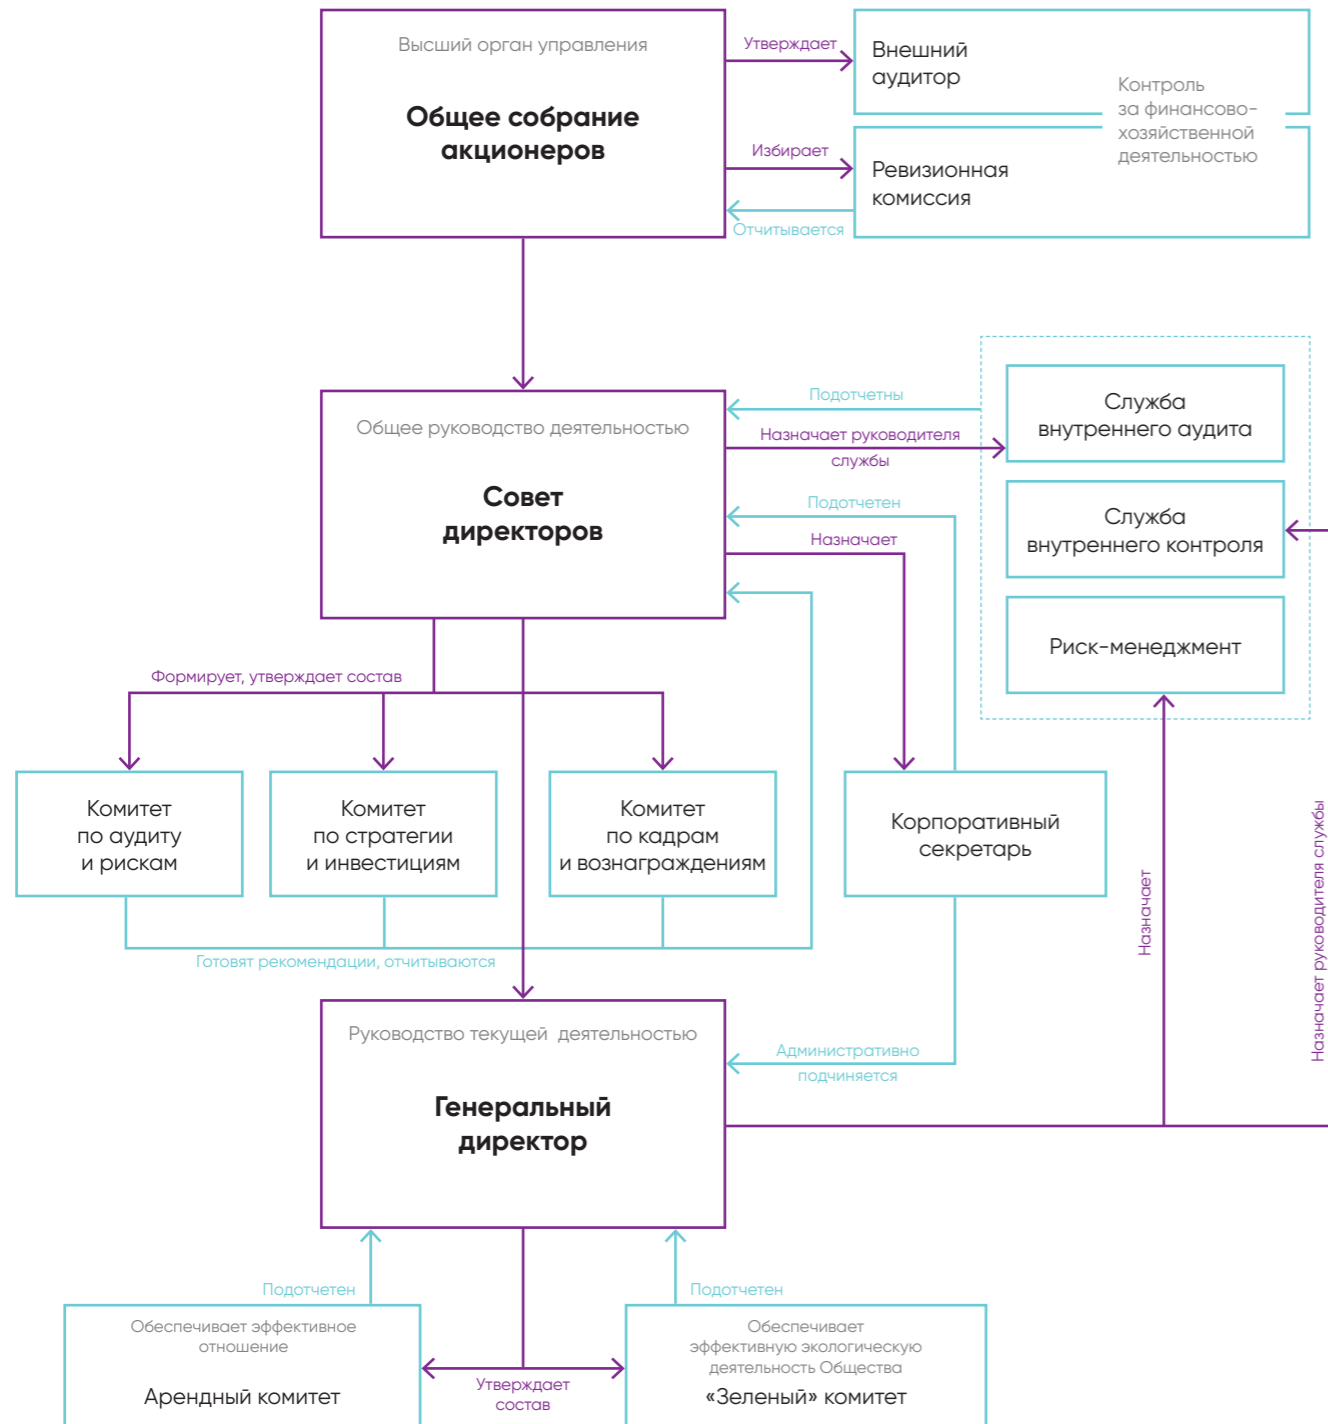 Высший орган управления
Общее собрание
акционеров
Утверждает
Внешний
аудитор
Контроль
за финансово-
хозяйственной
деятельностью
Избирает
Ревизионная
комиссия
Отчитывается
Общее руководство деятельностью
Совет
директоров
Подотчетны
Назначает руководителя
службы
Подотчетен
Назначает
Служба
внутреннего аудита
Служба
внутреннего контроля
Риск-менеджмент
Формирует, утверждает состав
Комитет
по аудиту
и рискам
Комитет
по стратегии
и инвестициям
Комитет
по кадрам
и вознаграждениям
Корпоративный
секретарь
Назначает
Назначает руководителя службы
Готовят рекомендации, отчитываются
Руководство текущей деятельностью
Генеральный
директор
Административно
подчиняется
Подотчетен
Подотчетен
Обеспечивает эффективное
отношение
Арендный комитет
Утверждает
состав
Обеспечивает
эффективную экологическую
деятельность Общества
«Зеленый» комитет